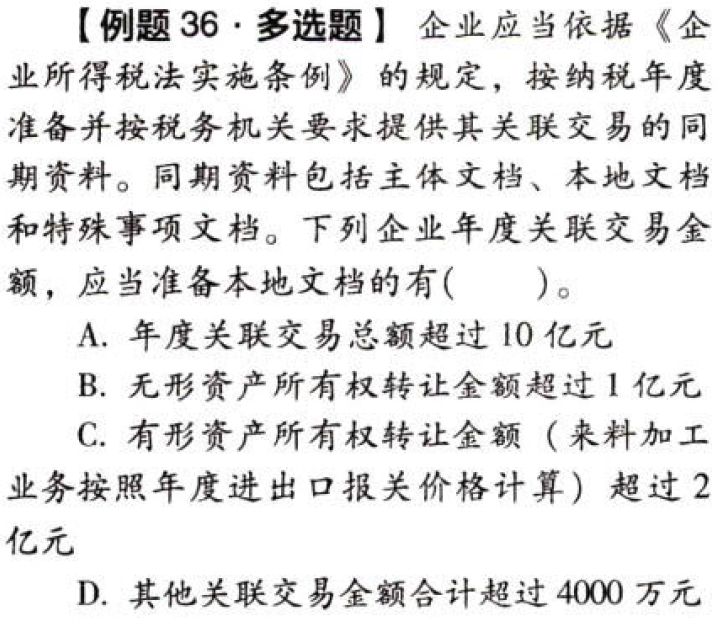 【例题 36·多选题】 企业应当依据《企
业所得税法实施条例》的规定，按纳税年度
准备并按税务机关要求提供其关联交易的同
期资料。同期资料包括主体文档、本地文档
和特殊事项文档。下列企业年度关联交易金
额，应当准备本地文档的有(　　)。
A. 年度关联交易总额超过 10 亿元
B. 无形资产所有权转让金额超过 1 亿元
C. 有形资产所有权转让金额（来料加工
业务按照年度进出口报关价格计算）超过 2
亿元
D. 其他关联交易金额合计超过 4000 万元